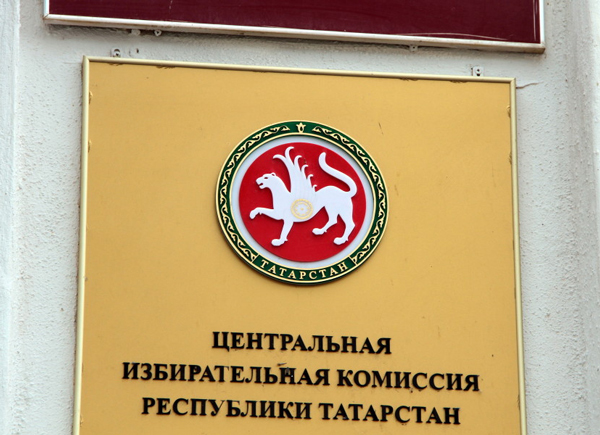 ТАТАРСТАН
ЦЕНТРАЛЬНАЯ
ИЗБИРАТЕЛЬНАЯ КОМИССИЯ
РЕСПУБЛИКИ ТАТАРСТАН